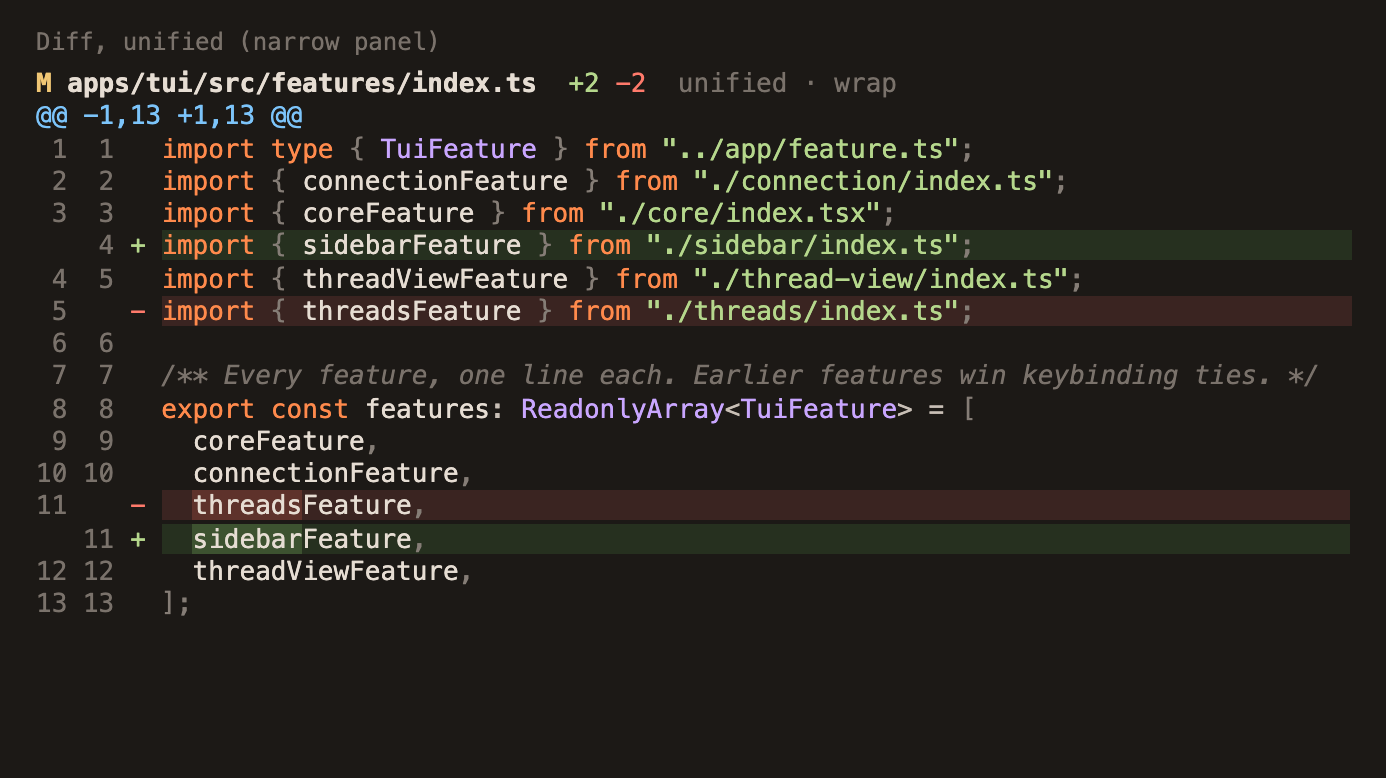 Diff, unified (narrow panel)
M apps/tui/src/features/index.ts  +2 −2  unified · wrap
@@ −1,13 +1,13 @@
 1  1   import type { TuiFeature } from "../app/feature.ts";
 2  2   import { connectionFeature } from "./connection/index.ts";
 3  3   import { coreFeature } from "./core/index.tsx";
    4 + import { sidebarFeature } from "./sidebar/index.ts";
 4  5   import { threadViewFeature } from "./thread-view/index.ts";
 5    − import { threadsFeature } from "./threads/index.ts";
 6  6
 7  7   /** Every feature, one line each. Earlier features win keybinding ties. */
 8  8   export const features: ReadonlyArray<TuiFeature> = [
 9  9     coreFeature,
10 10     connectionFeature,
11    −   threadsFeature,
   11 +   sidebarFeature,
12 12     threadViewFeature,
13 13   ];